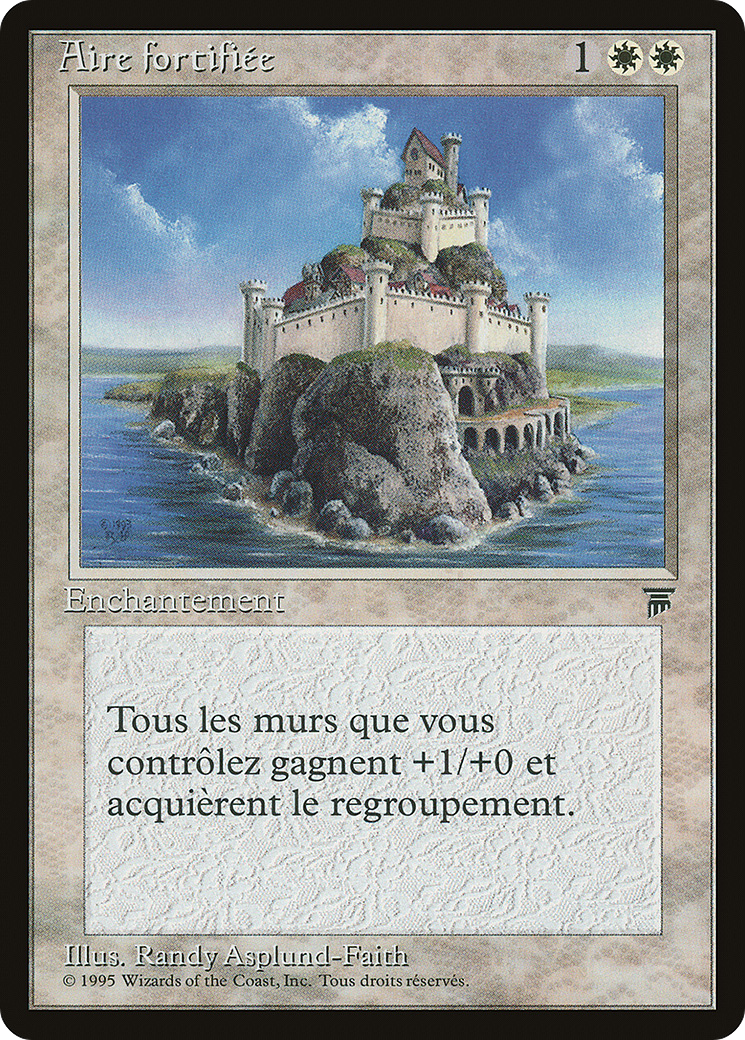 Aire fortifiée 1
Enchantement
Tous les murs que vous
contrôlez gagnent +1/+0 et
acquièrent le regroupement.
Illus. Randy Asplund-Faith
© 1995 Wizards of the Coast, Inc. Tous droits réservés.